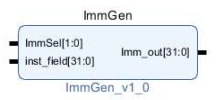 ImmGen
ImmSel[1:0]
Imm_out[31:0]
inst_field[31:0]
ImmGen_v1_0